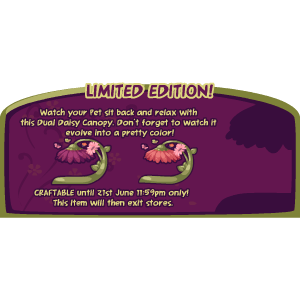 LIMITED EDITION!
Watch your Pet sit back and relax with
this Dual Daisy Canopy. Don't forget to watch it
evolve into a pretty color!
CRAFTABLE until 21st June 11:59pm only!
This item will then exit stores.